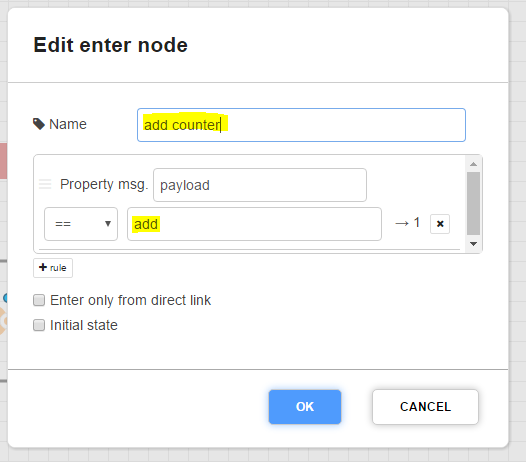 Edit enter node
Name add counter
Property msg. payload
== add → 1 ×
+ rule
Enter only from direct link
Initial state
OK CANCEL